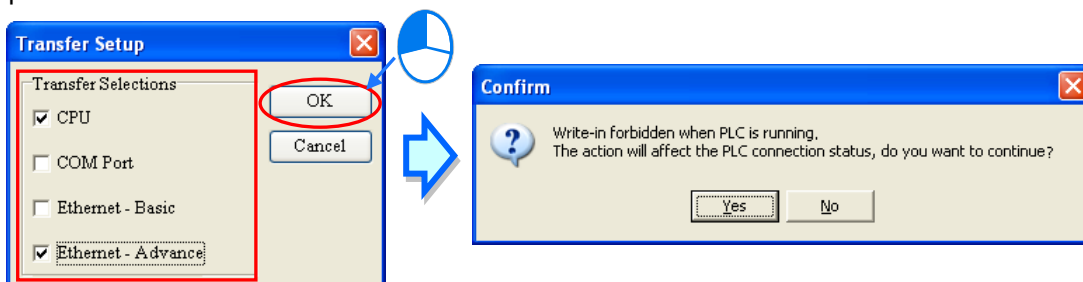 Transfer Setup
Transfer Selections
CPU
COM Port
Ethernet - Basic
Ethernet - Advance
OK
Cancel
Confirm
Write-in forbidden when PLC is running,
The action will affect the PLC connection status, do you want to continue?
Yes
No